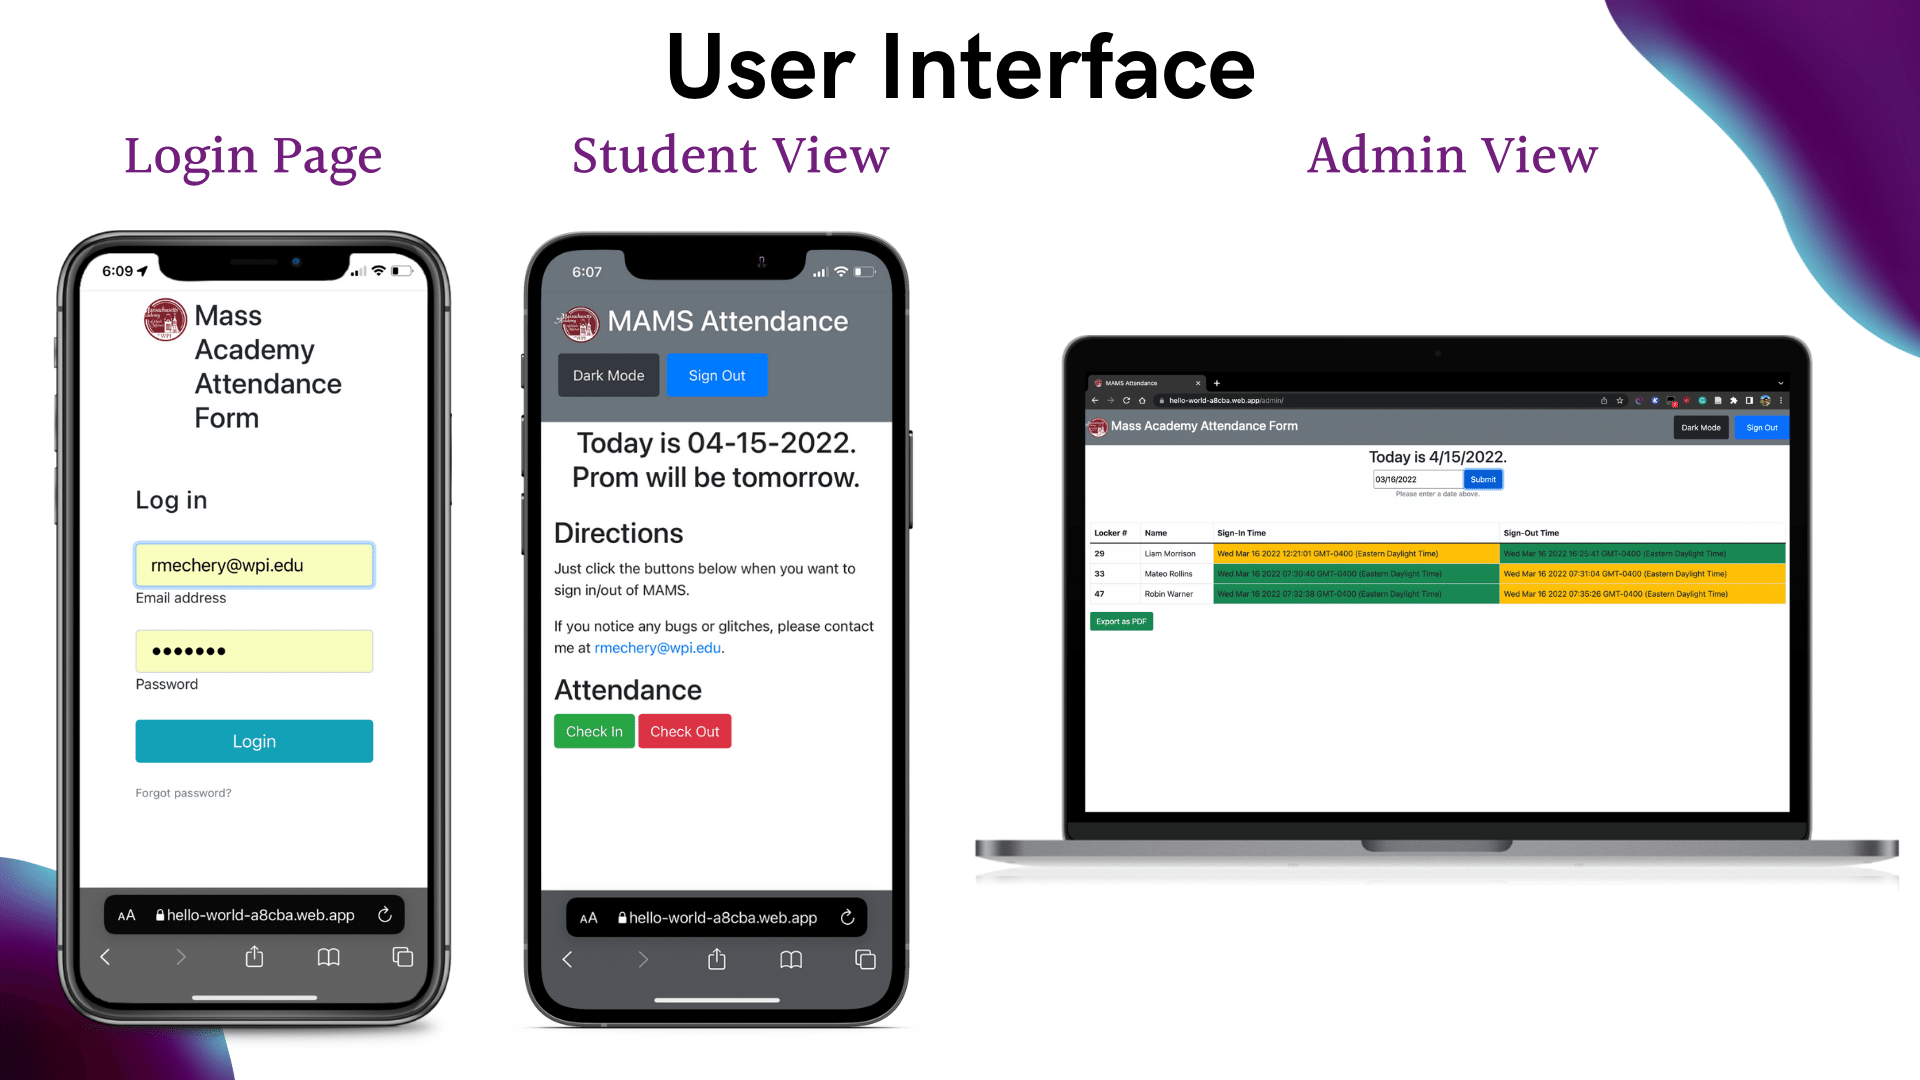 User Interface
Login Page
Student View
Admin View
6:09
Mass
Academy
Attendance
Form
Log in
rmechery@wpi.edu
Email address
•••••••
Password
Login
Forgot password?
AA hello-world-a8cba.web.app
6:07
MAMS Attendance
Dark Mode Sign Out
Today is 04-15-2022.
Prom will be tomorrow.
Directions
Just click the buttons below when you want to
sign in/out of MAMS.
If you notice any bugs or glitches, please contact
me at rmechery@wpi.edu.
Attendance
Check In Check Out
AA hello-world-a8cba.web.app
MAMS Attendance
hello-world-a8cba.web.app/admin/
Mass Academy Attendance Form Dark Mode Sign Out
Today is 4/15/2022.
03/16/2022 Submit
Please enter a date above.
Locker # Name Sign-In Time Sign-Out Time
29 Liam Morrison Wed Mar 16 2022 12:21:01 GMT-0400 (Eastern Daylight Time) Wed Mar 16 2022 16:25:41 GMT-0400 (Eastern Daylight Time)
33 Mateo Rollins Wed Mar 16 2022 07:30:40 GMT-0400 (Eastern Daylight Time) Wed Mar 16 2022 07:31:04 GMT-0400 (Eastern Daylight Time)
47 Robin Warner Wed Mar 16 2022 07:32:38 GMT-0400 (Eastern Daylight Time) Wed Mar 16 2022 07:35:26 GMT-0400 (Eastern Daylight Time)
Export as PDF